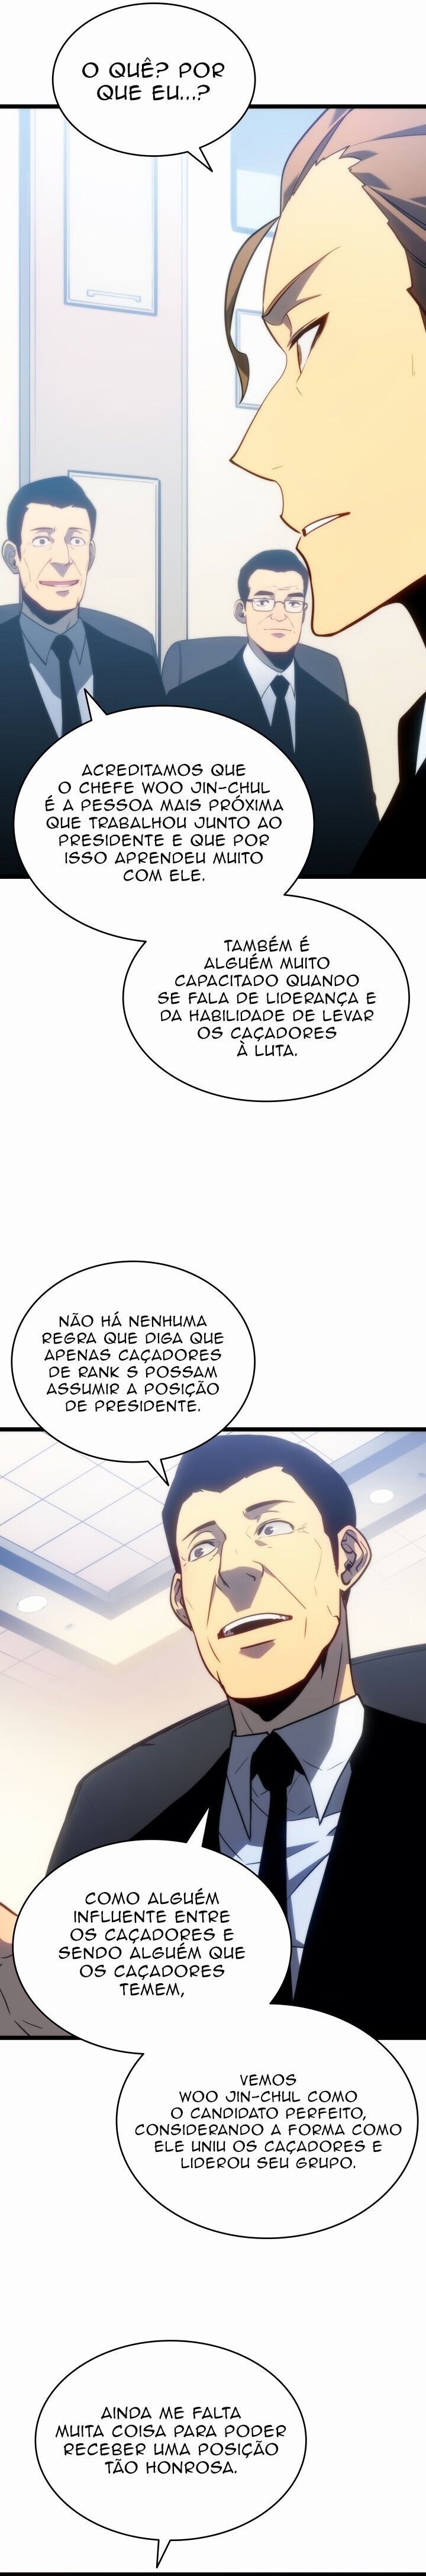 O QUÊ? POR
QUE EU...?
ACREDITAMOS QUE
O CHEFE WOO JIN-CHUL
É A PESSOA MAIS PRÓXIMA
QUE TRABALHOU JUNTO AO
PRESIDENTE E QUE POR
ISSO APRENDEU MUITO
COM ELE.
TAMBÉM É
ALGUÉM MUITO
CAPACITADO QUANDO
SE FALA DE LIDERANÇA E
DA HABILIDADE DE LEVAR
OS CAÇADORES
À LUTA.
NÃO HÁ NENHUMA
REGRA QUE DIGA QUE
APENAS CAÇADORES
DE RANK S POSSAM
ASSUMIR A POSIÇÃO
DE PRESIDENTE.
COMO ALGUÉM
INFLUENTE ENTRE
OS CAÇADORES E
SENDO ALGUÉM QUE
OS CAÇADORES
TEMEM,
VEMOS
WOO JIN-CHUL COMO
O CANDIDATO PERFEITO,
CONSIDERANDO A FORMA COMO
ELE UNIU OS CAÇADORES E
LIDEROU SEU GRUPO.
AINDA ME FALTA
MUITA COISA PARA PODER
RECEBER UMA POSIÇÃO
TÃO HONROSA.